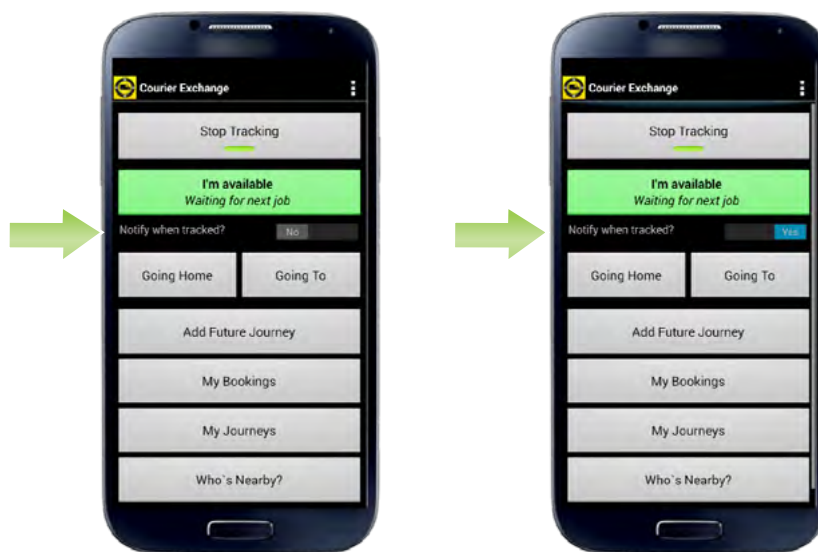 Courier Exchange
Stop Tracking
I'm available
Waiting for next job
Notify when tracked? No
Going Home Going To
Add Future Journey
My Bookings
My Journeys
Who`s Nearby?
Courier Exchange
Stop Tracking
I'm available
Waiting for next job
Notify when tracked? Yes
Going Home Going To
Add Future Journey
My Bookings
My Journeys
Who`s Nearby?